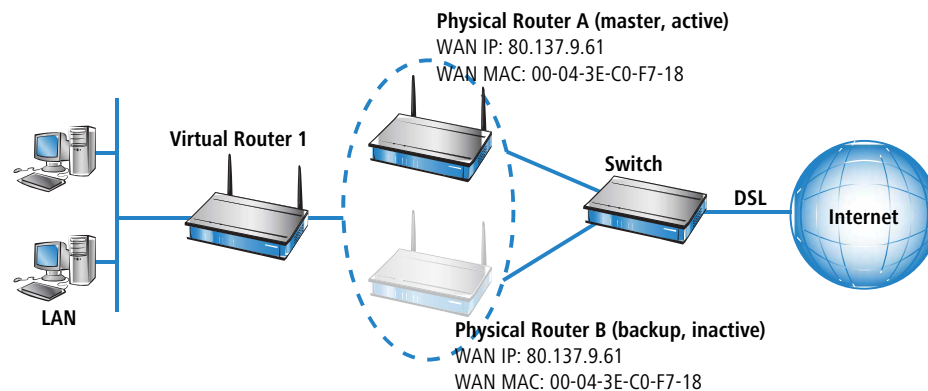 Physical Router A (master, active)
WAN IP: 80.137.9.61
WAN MAC: 00-04-3E-C0-F7-18
Virtual Router 1
Switch
DSL
Internet
LAN
Physical Router B (backup, inactive)
WAN IP: 80.137.9.61
WAN MAC: 00-04-3E-C0-F7-18